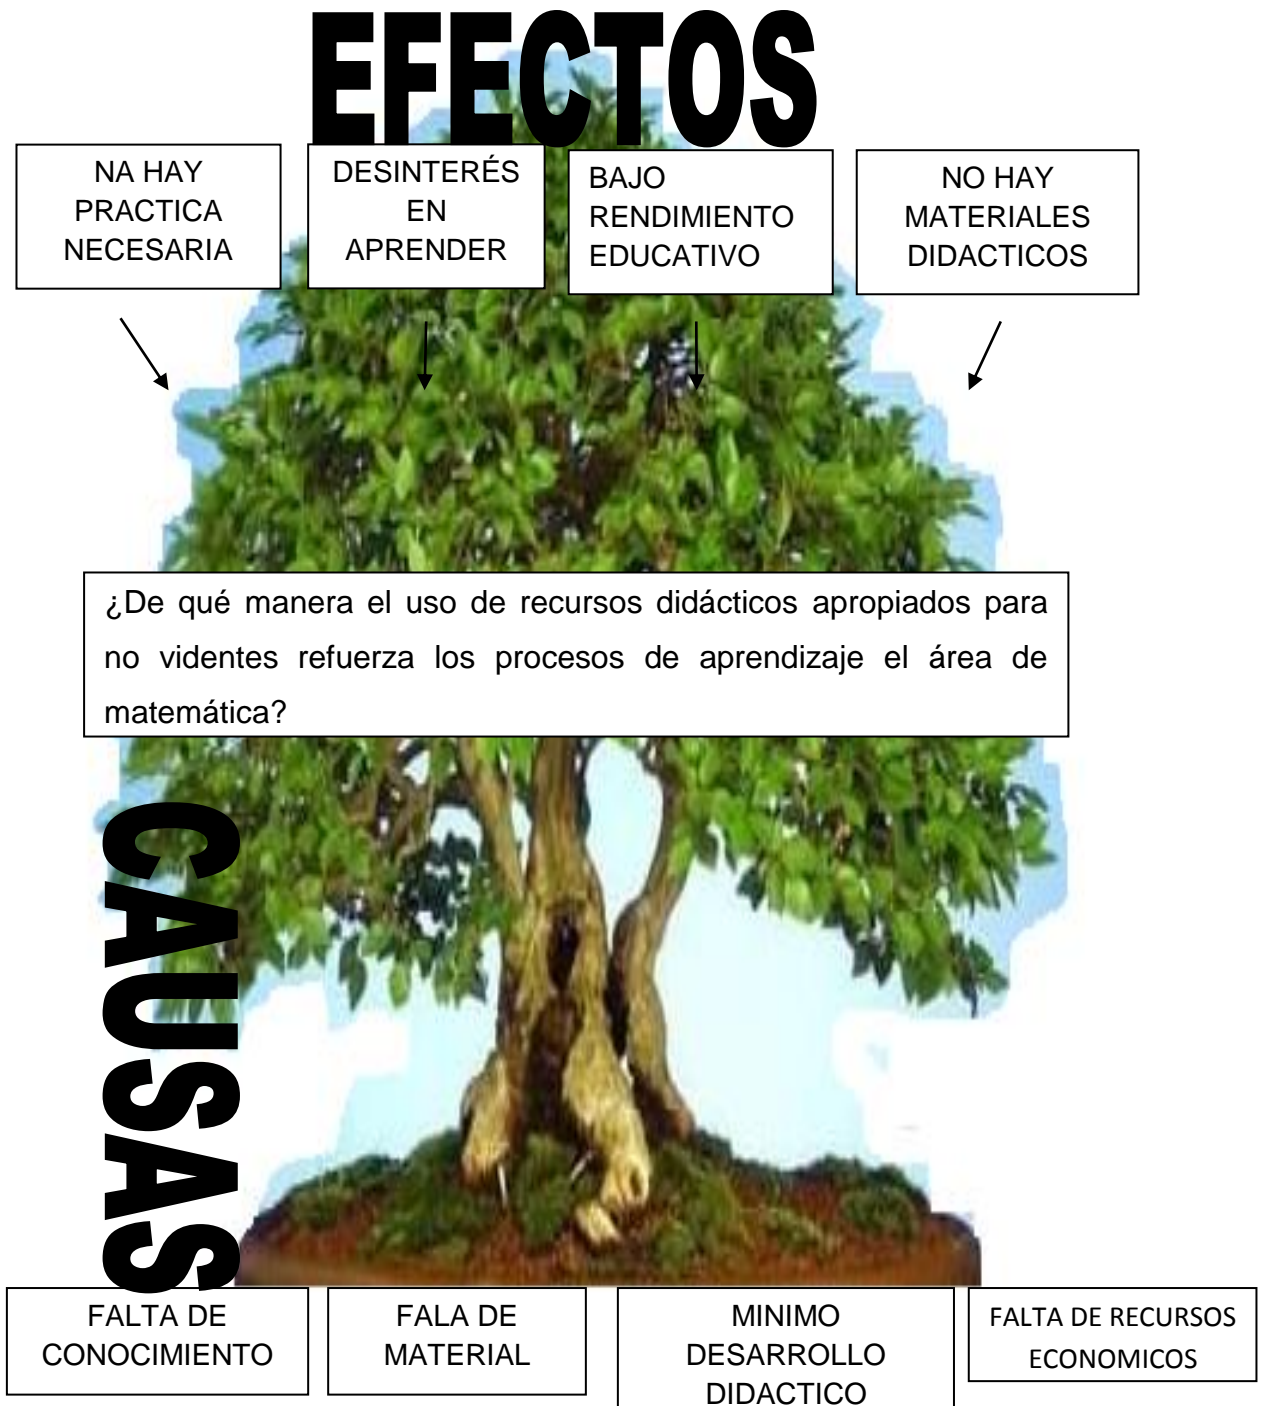 EFECTOS
NA HAY
PRACTICA
NECESARIA
DESINTERÉS
EN
APRENDER
BAJO
RENDIMIENTO
EDUCATIVO
NO HAY
MATERIALES
DIDACTICOS
¿De qué manera el uso de recursos didácticos apropiados para
no videntes refuerza los procesos de aprendizaje el área de
matemática?
CAUSAS
FALTA DE
CONOCIMIENTO
FALA DE
MATERIAL
MINIMO
DESARROLLO
DIDACTICO
FALTA DE RECURSOS
ECONOMICOS